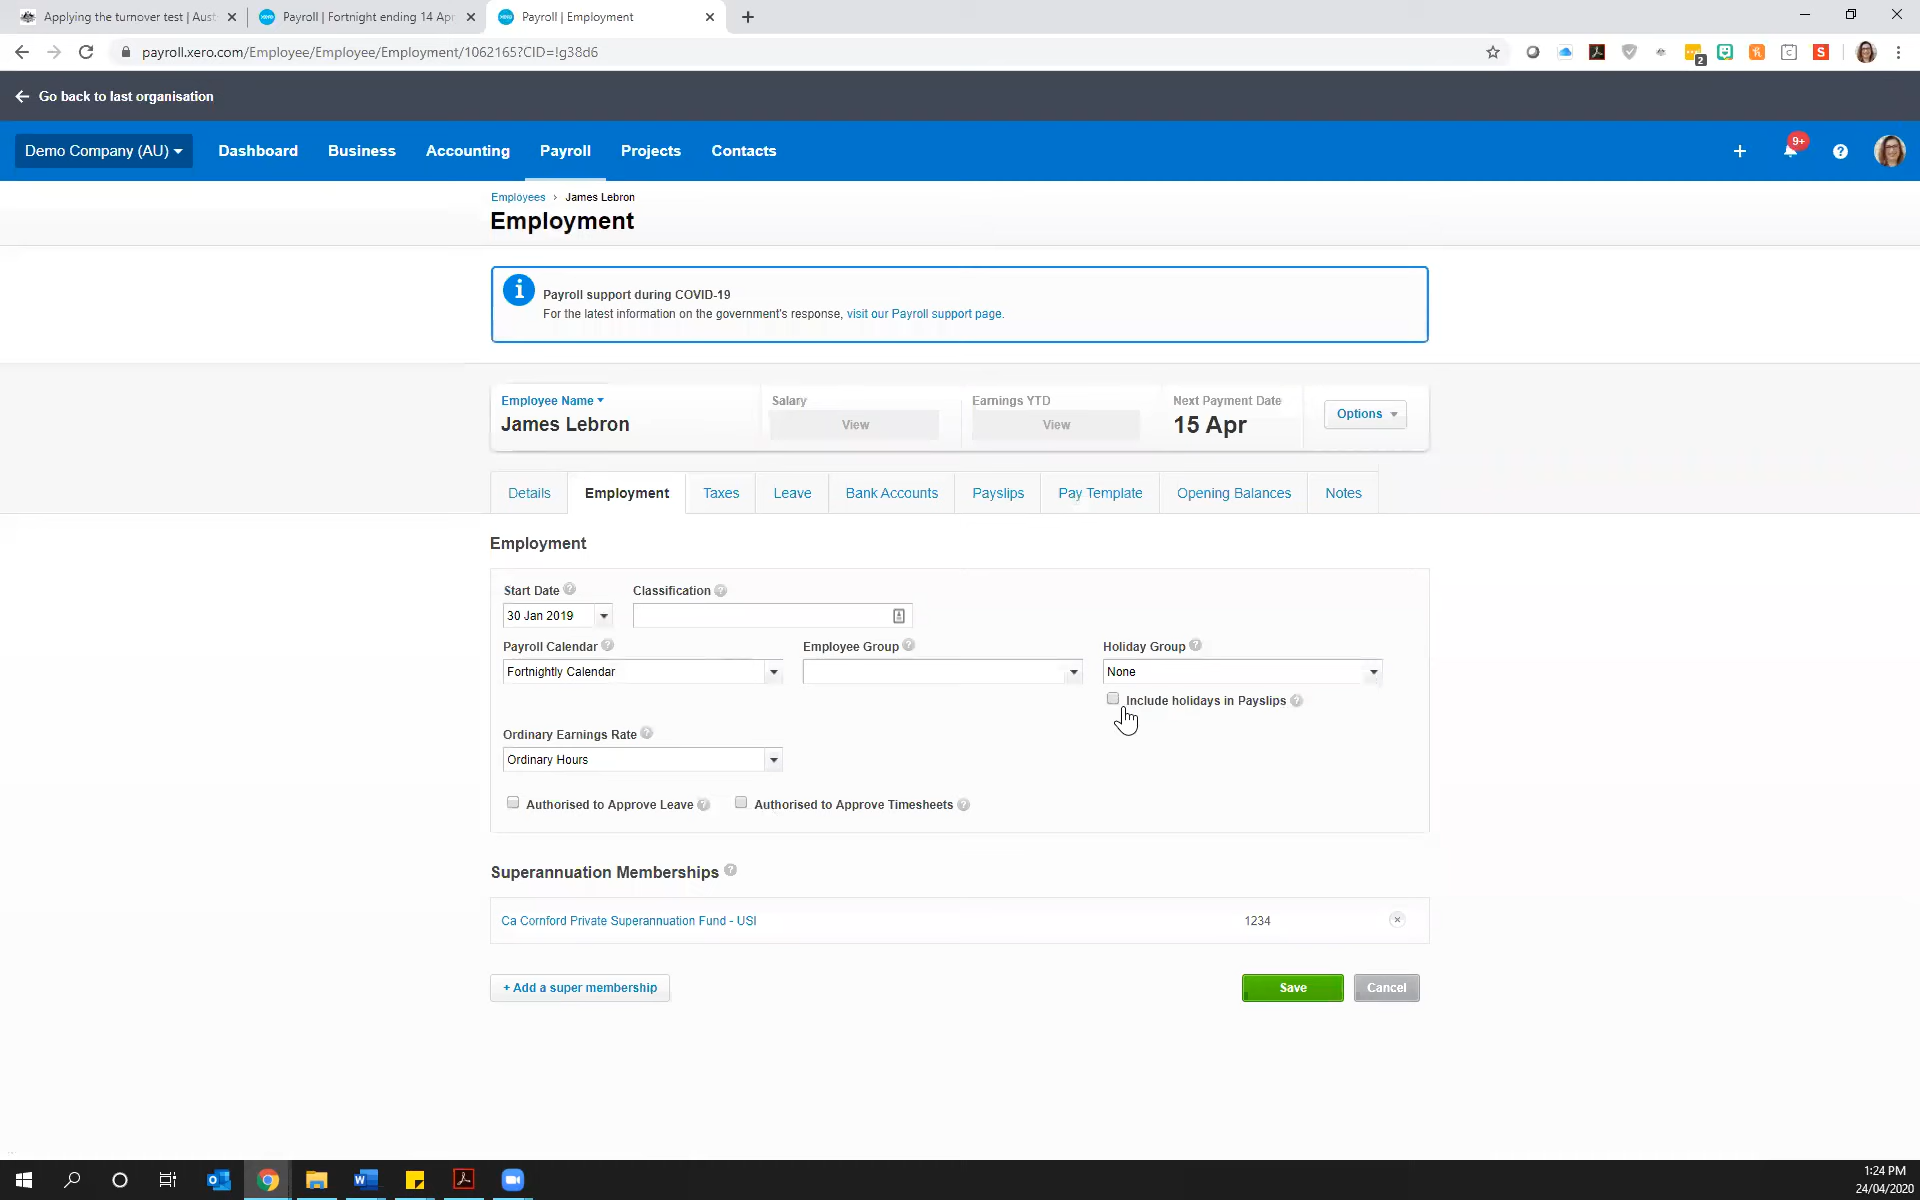 Applying the turnover test | Aust
Payroll | Fortnight ending 14 Apr
Payroll | Employment
payroll.xero.com/Employee/Employee/Employment/1062165?CID=!g38d6
2
Go back to last organisation
Demo Company (AU)
Dashboard
Business
Accounting
Payroll
Projects
Contacts
9+
Employees › James Lebron
Employment
Payroll support during COVID-19
For the latest information on the government's response, visit our Payroll support page.
Employee Name
James Lebron
Salary
View
Earnings YTD
View
Next Payment Date
15 Apr
Options
Details
Employment
Taxes
Leave
Bank Accounts
Payslips
Pay Template
Opening Balances
Notes
Employment
Start Date
Classification
30 Jan 2019
Payroll Calendar
Employee Group
Holiday Group
Fortnightly Calendar
None
Include holidays in Payslips
Ordinary Earnings Rate
Ordinary Hours
Authorised to Approve Leave
Authorised to Approve Timesheets
Superannuation Memberships
Ca Cornford Private Superannuation Fund - USI
1234
+ Add a super membership
Save
Cancel
1:24 PM
24/04/2020